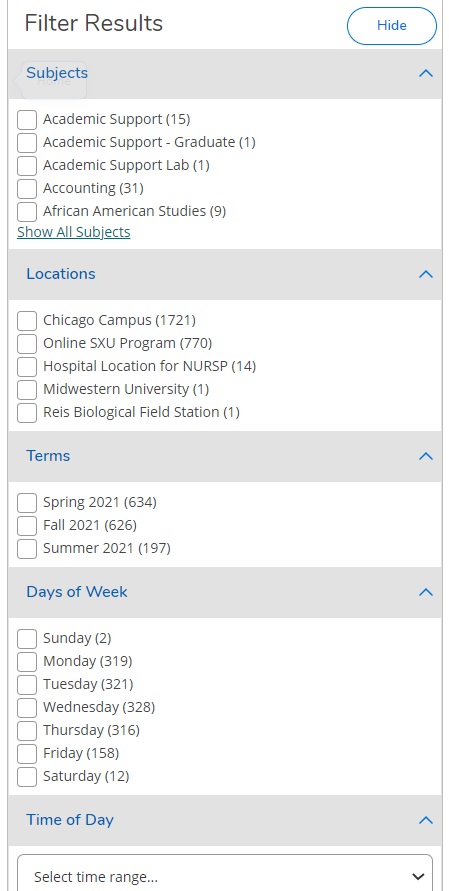 Filter Results
Hide
Subjects
Academic Support (15)
Academic Support - Graduate (1)
Academic Support Lab (1)
Accounting (31)
African American Studies (9)
Show All Subjects
Locations
Chicago Campus (1721)
Online SXU Program (770)
Hospital Location for NURSP (14)
Midwestern University (1)
Reis Biological Field Station (1)
Terms
Spring 2021 (634)
Fall 2021 (626)
Summer 2021 (197)
Days of Week
Sunday (2)
Monday (319)
Tuesday (321)
Wednesday (328)
Thursday (316)
Friday (158)
Saturday (12)
Time of Day
Select time range...